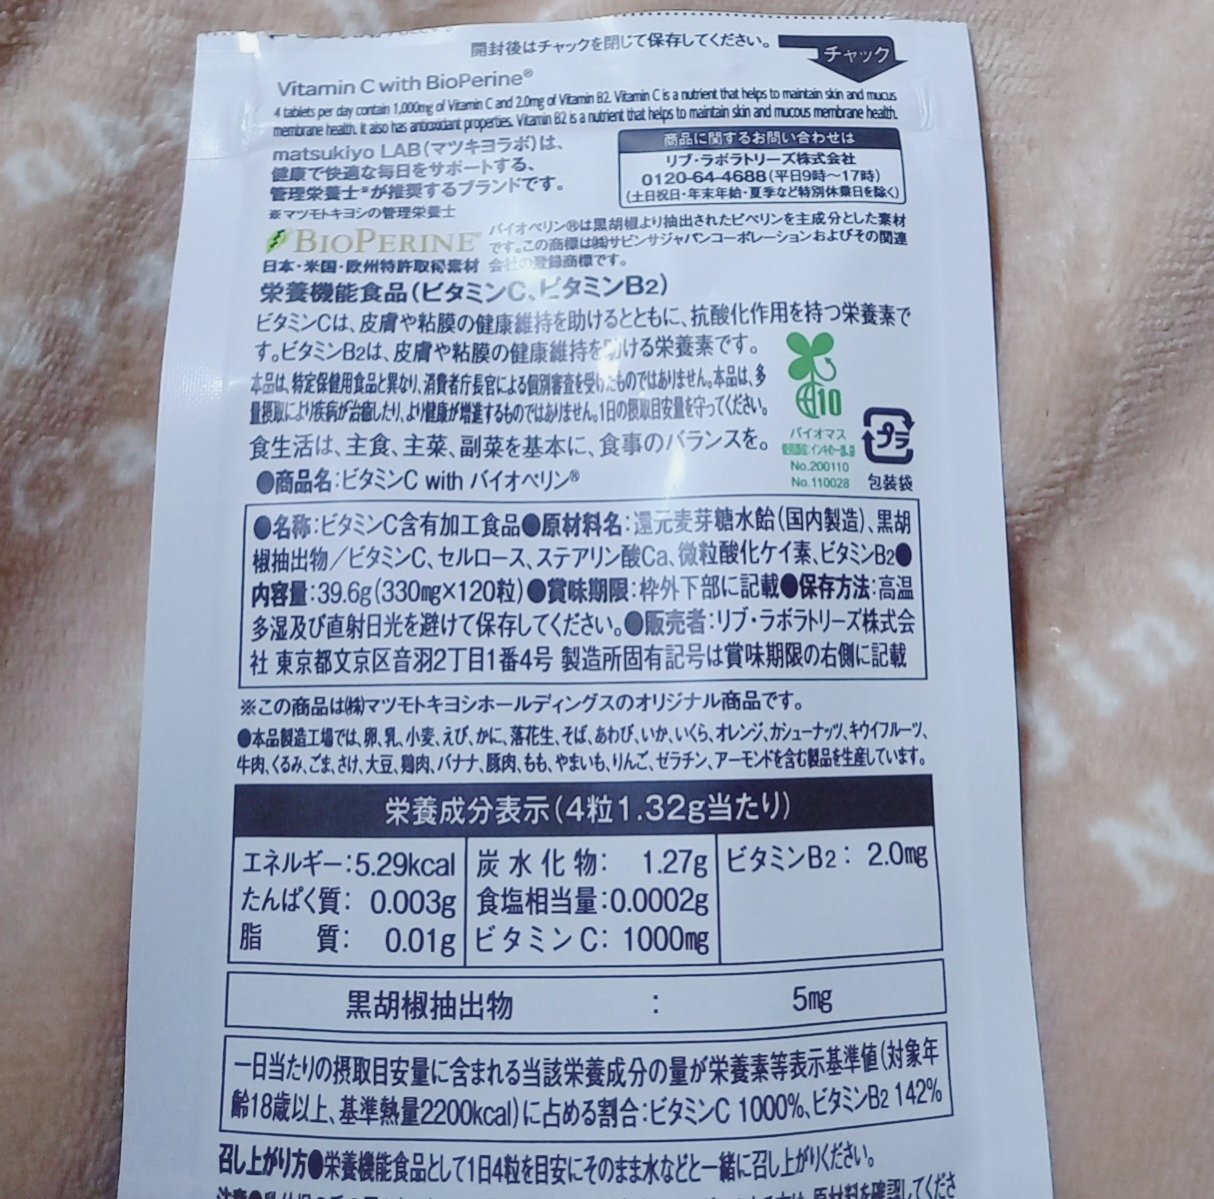 開封後はチャックを閉じて保存してください。
チャック
Vitamin C with BioPerine®
4 tablets per day contain 1,000mg of Vitamin C and 2.0mg of Vitamin B2. Vitamin C is a nutrient that helps to maintain skin and mucus
membrane health. it also has antioxidant properties. Vitamin B2 is a nutrient that helps to maintain skin and mucous membrane health.
matsukiyo LAB(マツキヨラボ)は、
健康で快適な毎日をサポートする、
管理栄養士※が推奨するブランドです。
※マツモトキヨシの管理栄養士
商品に関するお問い合わせは
リブ・ラボラトリーズ株式会社
0120-64-4688(平日9時〜17時)
(土日祝日・年末年始・夏季など特別休業日を除く)
BIOPERINE®
日本・米国・欧州特許取得素材
バイオペリン®は黒胡椒より抽出されたピペリンを主成分とした素材
です。この商標は㈱サビンサジャパンコーポレーションおよびその関連
会社の登録商標です。
栄養機能食品(ビタミンC、ビタミンB2)
ビタミンCは、皮膚や粘膜の健康維持を助けるとともに、抗酸化作用を持つ栄養素で
す。ビタミンB2は、皮膚や粘膜の健康維持を助ける栄養素です。
本品は、特定保健用食品と異なり、消費者庁長官による個別審査を受けたものではありません。本品は、多
量摂取により疾病が治癒したり、より健康が増進するものではありません。1日の摂取目安量を守ってください。
食生活は、主食、主菜、副菜を基本に、食事のバランスを。
10
バイオマス
No.200110
No.110028
プラ
包装袋
●商品名:ビタミンC with バイオペリン®
●名称:ビタミンC含有加工食品●原材料名:還元麦芽糖水飴(国内製造)、黒胡
椒抽出物/ビタミンC、セルロース、ステアリン酸Ca、微粒酸化ケイ素、ビタミンB2●
内容量:39.6g(330mg×120粒)●賞味期限:枠外下部に記載●保存方法:高温
多湿及び直射日光を避けて保存してください。●販売者:リブ・ラボラトリーズ株式会
社 東京都文京区音羽2丁目1番4号 製造所固有記号は賞味期限の右側に記載
※この商品は㈱マツモトキヨシホールディングスのオリジナル商品です。
●本品製造工場では、卵、乳、小麦、えび、かに、落花生、そば、あわび、いか、いくら、オレンジ、カシューナッツ、キウイフルーツ、
牛肉、くるみ、ごま、さけ、大豆、鶏肉、バナナ、豚肉、もも、やまいも、りんご、ゼラチン、アーモンドを含む製品を生産しています。
栄養成分表示(4粒1.32g当たり)
エネルギー:5.29kcal 炭水化物: 1.27g ビタミンB2: 2.0mg
たんぱく質: 0.003g 食塩相当量:0.0002g
脂 質: 0.01g ビタミンC: 1000mg
黒胡椒抽出物 : 5mg
一日当たりの摂取目安量に含まれる当該栄養成分の量が栄養素等表示基準値(対象年
齢18歳以上、基準熱量2200kcal)に占める割合:ビタミンC 1000%、ビタミンB2 142%
召し上がり方●栄養機能食品として1日4粒を目安にそのまま水などと一緒に召し上がりください。